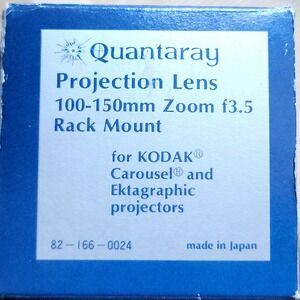 Quantaray
Projection Lens
100-150mm Zoom f3.5
Rack Mount
for KODAK®
Carousel® and
Ektagraphic
projectors
82-166-0024 made in Japan